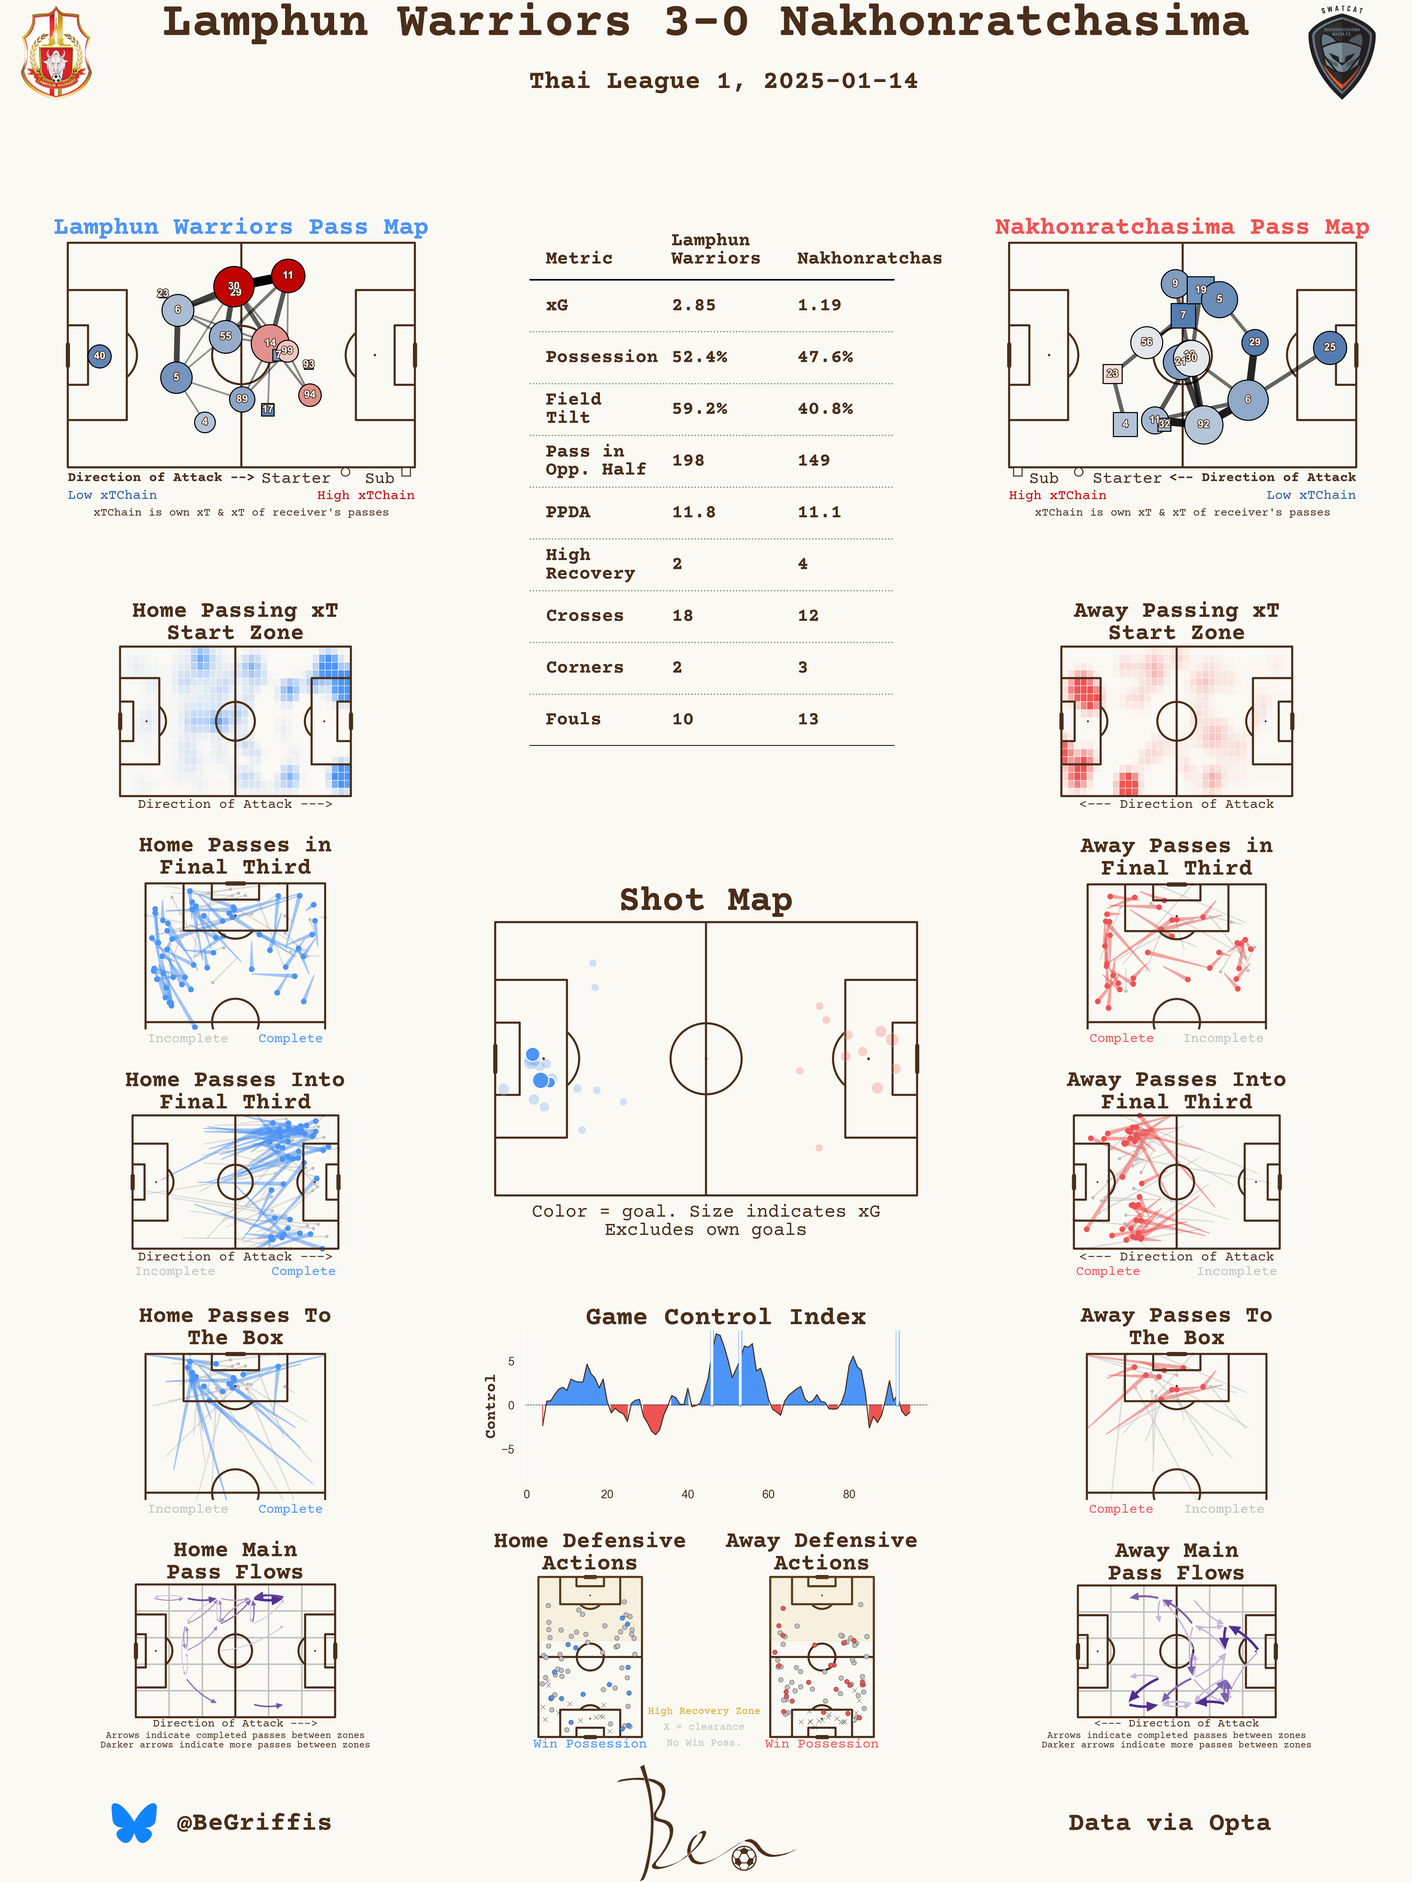 Lamphun Warriors 3-0 Nakhonratchasima
Thai League 1, 2025-01-14
SWATCAT
Lamphun Warriors Pass Map
23
30
29
11
6
55
14
7
99
93
40
5
89
94
17
4
Direction of Attack --> Starter Sub
Low xTChain High xTChain
xTChain is own xT & xT of receiver's passes
Metric Lamphun Warriors Nakhonratchas
xG 2.85 1.19
Possession 52.4% 47.6%
Field Tilt 59.2% 40.8%
Pass in Opp. Half 198 149
PPDA 11.8 11.1
High Recovery 2 4
Crosses 18 12
Corners 2 3
Fouls 10 13
Nakhonratchasima Pass Map
9
19
5
7
56
29
25
21
30
23
6
4
11
32
92
Sub Starter <-- Direction of Attack
High xTChain Low xTChain
xTChain is own xT & xT of receiver's passes
Home Passing xT
Start Zone
Direction of Attack --->
Away Passing xT
Start Zone
<--- Direction of Attack
Home Passes in
Final Third
Incomplete Complete
Away Passes in
Final Third
Complete Incomplete
Shot Map
Color = goal. Size indicates xG
Excludes own goals
Home Passes Into
Final Third
Direction of Attack --->
Incomplete Complete
Away Passes Into
Final Third
<--- Direction of Attack
Complete Incomplete
Home Passes To
The Box
Incomplete Complete
Game Control Index
Control
5
0
−5
0 20 40 60 80
Away Passes To
The Box
Complete Incomplete
Home Main
Pass Flows
Direction of Attack --->
Arrows indicate completed passes between zones
Darker arrows indicate more passes between zones
Home Defensive
Actions
Win Possession
Away Defensive
Actions
Win Possession
High Recovery Zone
X = clearance
No Win Poss.
Away Main
Pass Flows
<--- Direction of Attack
Arrows indicate completed passes between zones
Darker arrows indicate more passes between zones
@BeGriffis
Ben
Data via Opta